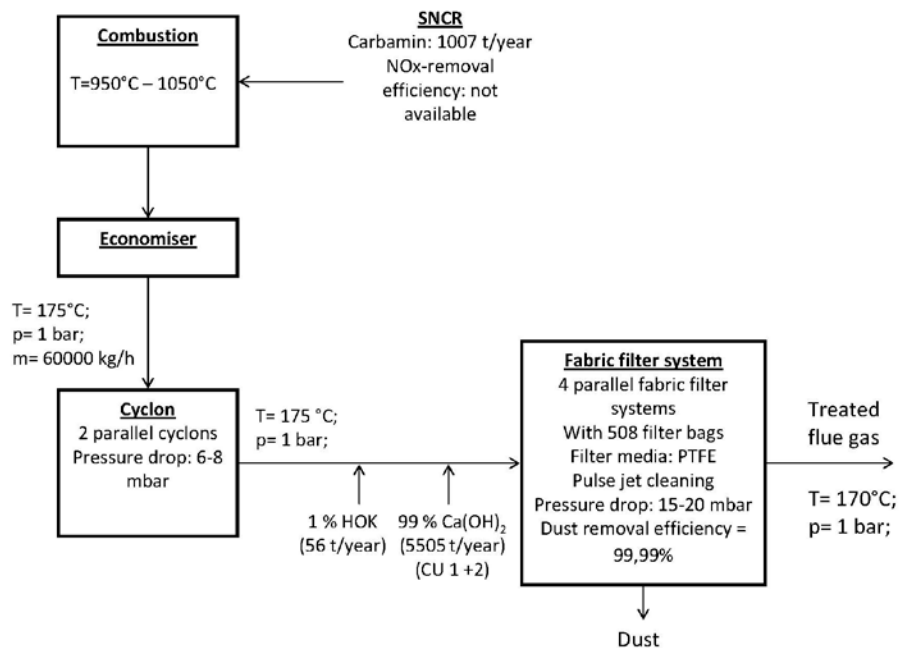 Combustion
T=950°C – 1050°C
SNCR
Carbamin: 1007 t/year
NOx-removal
efficiency: not
available
Economiser
T= 175°C;
p= 1 bar;
m= 60000 kg/h
Cyclon
2 parallel cyclons
Pressure drop: 6-8
mbar
T= 175 °C;
p= 1 bar;
1 % HOK
(56 t/year)
99 % Ca(OH)₂
(5505 t/year)
(CU 1 +2)
Fabric filter system
4 parallel fabric filter
systems
With 508 filter bags
Filter media: PTFE
Pulse jet cleaning
Pressure drop: 15-20 mbar
Dust removal efficiency =
99,99%
Treated
flue gas
T= 170°C;
p= 1 bar;
Dust